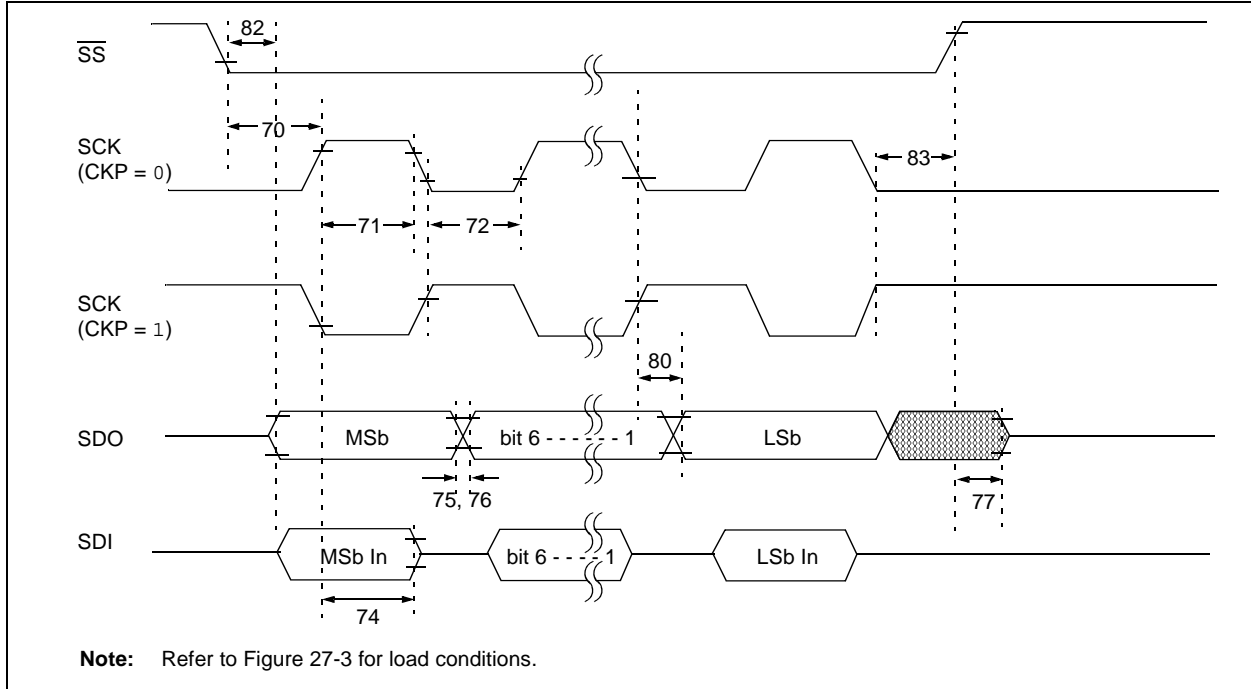 82
SS
70
SCK
(CKP = 0)
83
71
72
SCK
(CKP = 1)
80
SDO
MSb
bit 6 - - - - - - 1
LSb
75, 76
77
SDI
MSb In
bit 6 - - - - 1
LSb In
74
Note: Refer to Figure 27-3 for load conditions.